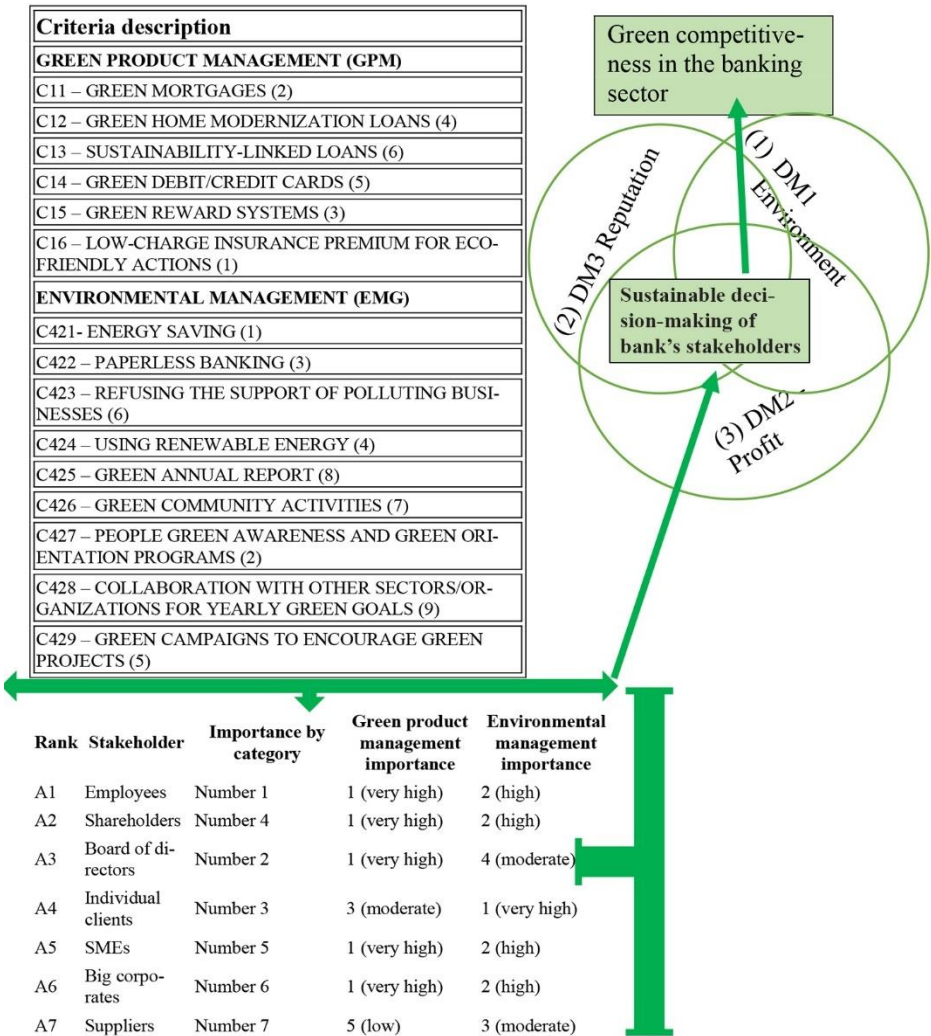 Criteria description
GREEN PRODUCT MANAGEMENT (GPM)
C11 – GREEN MORTGAGES (2)
C12 – GREEN HOME MODERNIZATION LOANS (4)
C13 – SUSTAINABILITY-LINKED LOANS (6)
C14 – GREEN DEBIT/CREDIT CARDS (5)
C15 – GREEN REWARD SYSTEMS (3)
C16 – LOW-CHARGE INSURANCE PREMIUM FOR ECO-
FRIENDLY ACTIONS (1)
ENVIRONMENTAL MANAGEMENT (EMG)
C421- ENERGY SAVING (1)
C422 – PAPERLESS BANKING (3)
C423 – REFUSING THE SUPPORT OF POLLUTING BUSI-
NESSES (6)
C424 – USING RENEWABLE ENERGY (4)
C425 – GREEN ANNUAL REPORT (8)
C426 – GREEN COMMUNITY ACTIVITIES (7)
C427 – PEOPLE GREEN AWARENESS AND GREEN ORI-
ENTATION PROGRAMS (2)
C428 – COLLABORATION WITH OTHER SECTORS/OR-
GANIZATIONS FOR YEARLY GREEN GOALS (9)
C429 – GREEN CAMPAIGNS TO ENCOURAGE GREEN
PROJECTS (5)
Green competitive-
ness in the banking
sector
(1) DM1
Environment
(2) DM3 Reputation
Sustainable deci-
sion-making of
bank's stakeholders
(3) DM2 -
Profit
Rank Stakeholder Importance by category Green product management importance Environmental management importance
A1 Employees Number 1 1 (very high) 2 (high)
A2 Shareholders Number 4 1 (very high) 2 (high)
A3 Board of di-
rectors Number 2 1 (very high) 4 (moderate)
A4 Individual
clients Number 3 3 (moderate) 1 (very high)
A5 SMEs Number 5 1 (very high) 2 (high)
A6 Big corpo-
rates Number 6 1 (very high) 2 (high)
A7 Suppliers Number 7 5 (low) 3 (moderate)